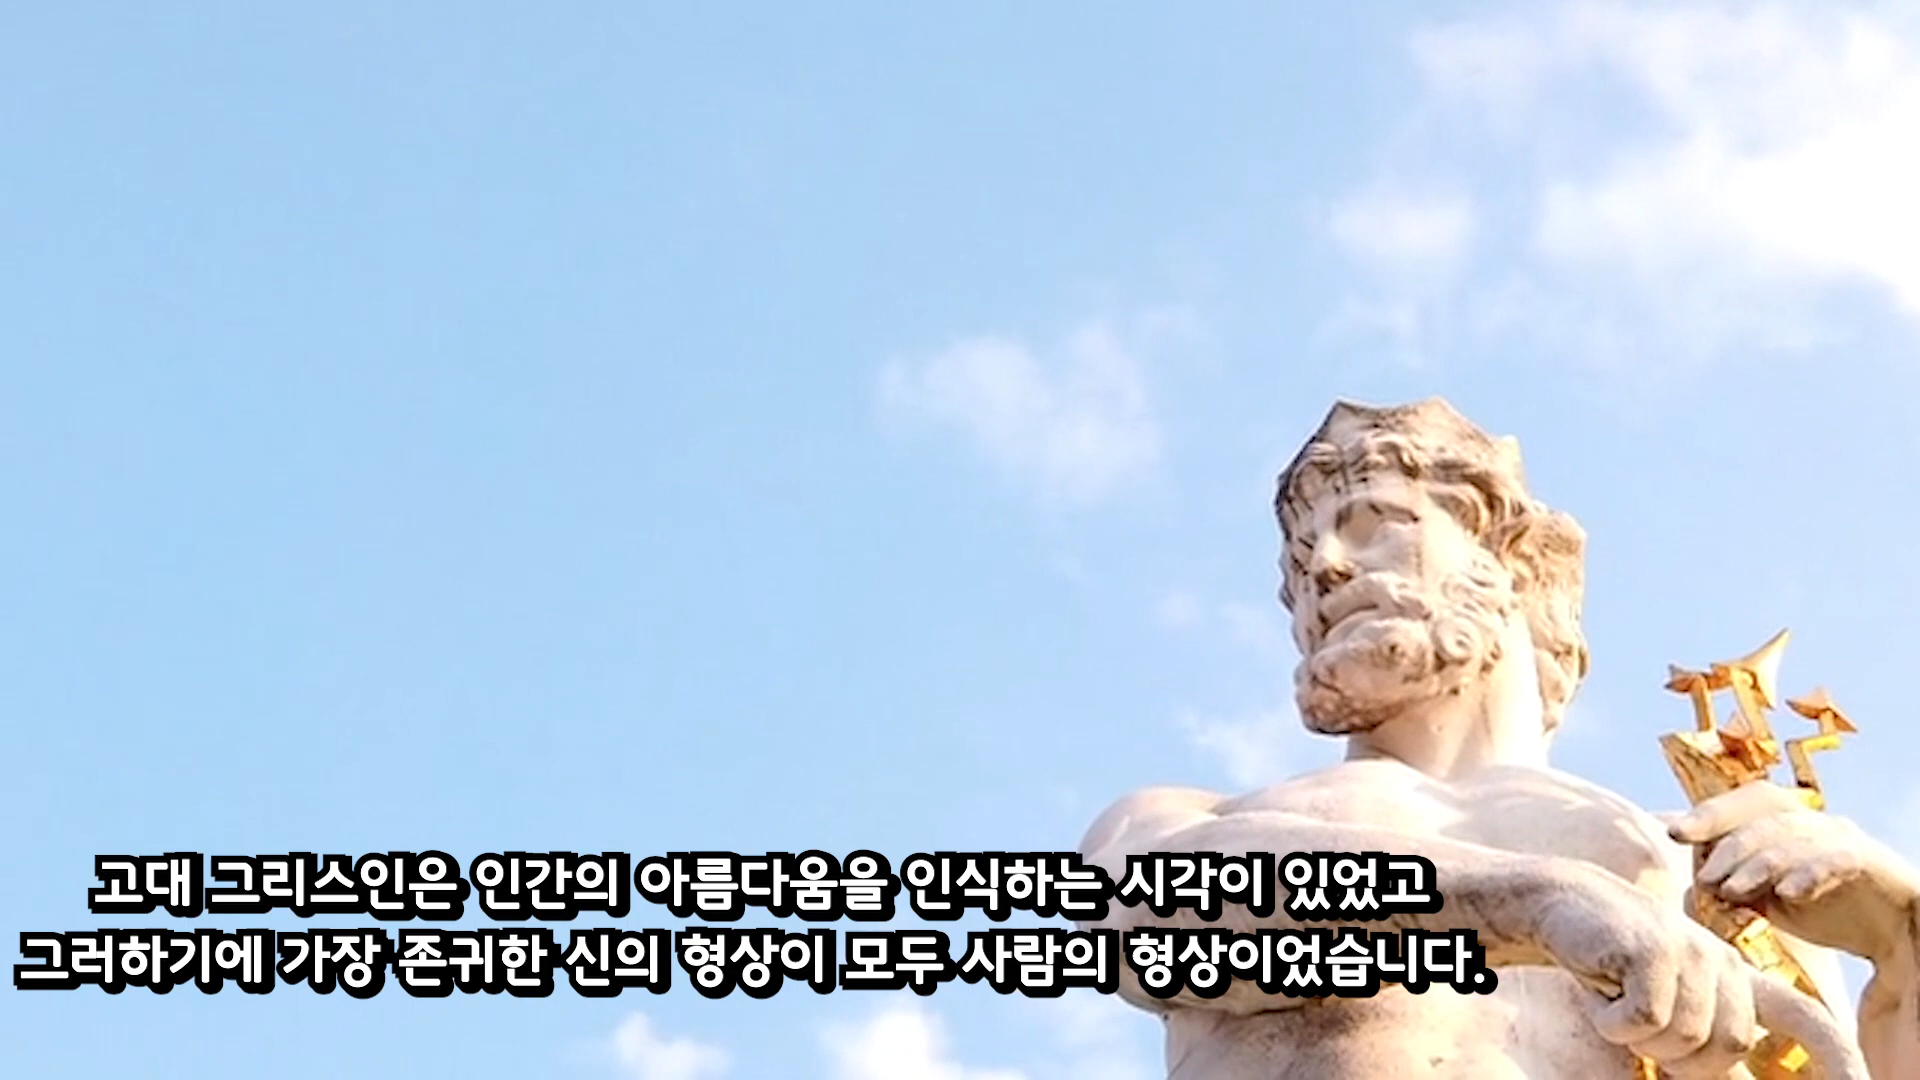 고대 그리스인은 인간의 아름다움을 인식하는 시각이 있었고
그러하기에 가장 존귀한 신의 형상이 모두 사람의 형상이었습니다.